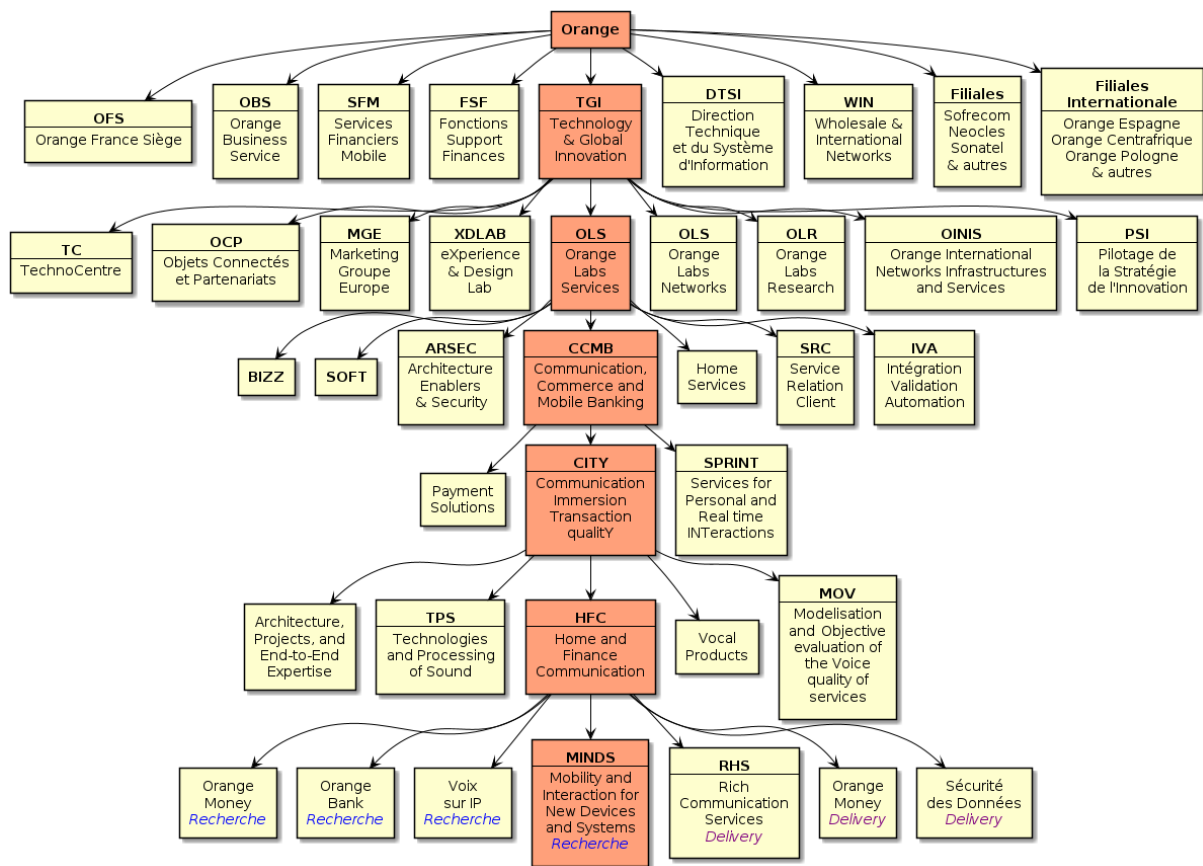 Orange
OFS
Orange France Siège
OBS
Orange
Business
Service
SFM
Services
Financiers
Mobile
FSF
Fonctions
Support
Finances
TGI
Technology
& Global
Innovation
DTSI
Direction
Technique
et du Système
d'Information
WIN
Wholesale &
International
Networks
Filiales
Sofrecom
Neocles
Sonatel
& autres
Filiales
Internationale
Orange Espagne
Orange Centrafrique
Orange Pologne
& autres
TC
TechnoCentre
OCP
Objets Connectés
et Partenariats
MGE
Marketing
Groupe
Europe
XDLAB
eXperience
& Design
Lab
OLS
Orange
Labs
Services
OLS
Orange
Labs
Networks
OLR
Orange
Labs
Research
OINIS
Orange International
Networks Infrastructures
and Services
PSI
Pilotage de
la Stratégie
de l'Innovation
BIZZ
SOFT
ARSEC
Architecture
Enablers
& Security
CCMB
Communication,
Commerce and
Mobile Banking
Home
Services
SRC
Service
Relation
Client
IVA
Intégration
Validation
Automation
Payment
Solutions
CITY
Communication
Immersion
Transaction
qualitY
SPRINT
Services for
Personal and
Real time
INTeractions
Architecture,
Projects, and
End-to-End
Expertise
TPS
Technologies
and Processing
of Sound
HFC
Home and
Finance
Communication
Vocal
Products
MOV
Modelisation
and Objective
evaluation of
the Voice
quality of
services
Orange
Money
Recherche
Orange
Bank
Recherche
Voix
sur IP
Recherche
MINDS
Mobility and
Interaction for
New Devices
and Systems
Recherche
RHS
Rich
Communication
Services
Delivery
Orange
Money
Delivery
Sécurité
des Données
Delivery